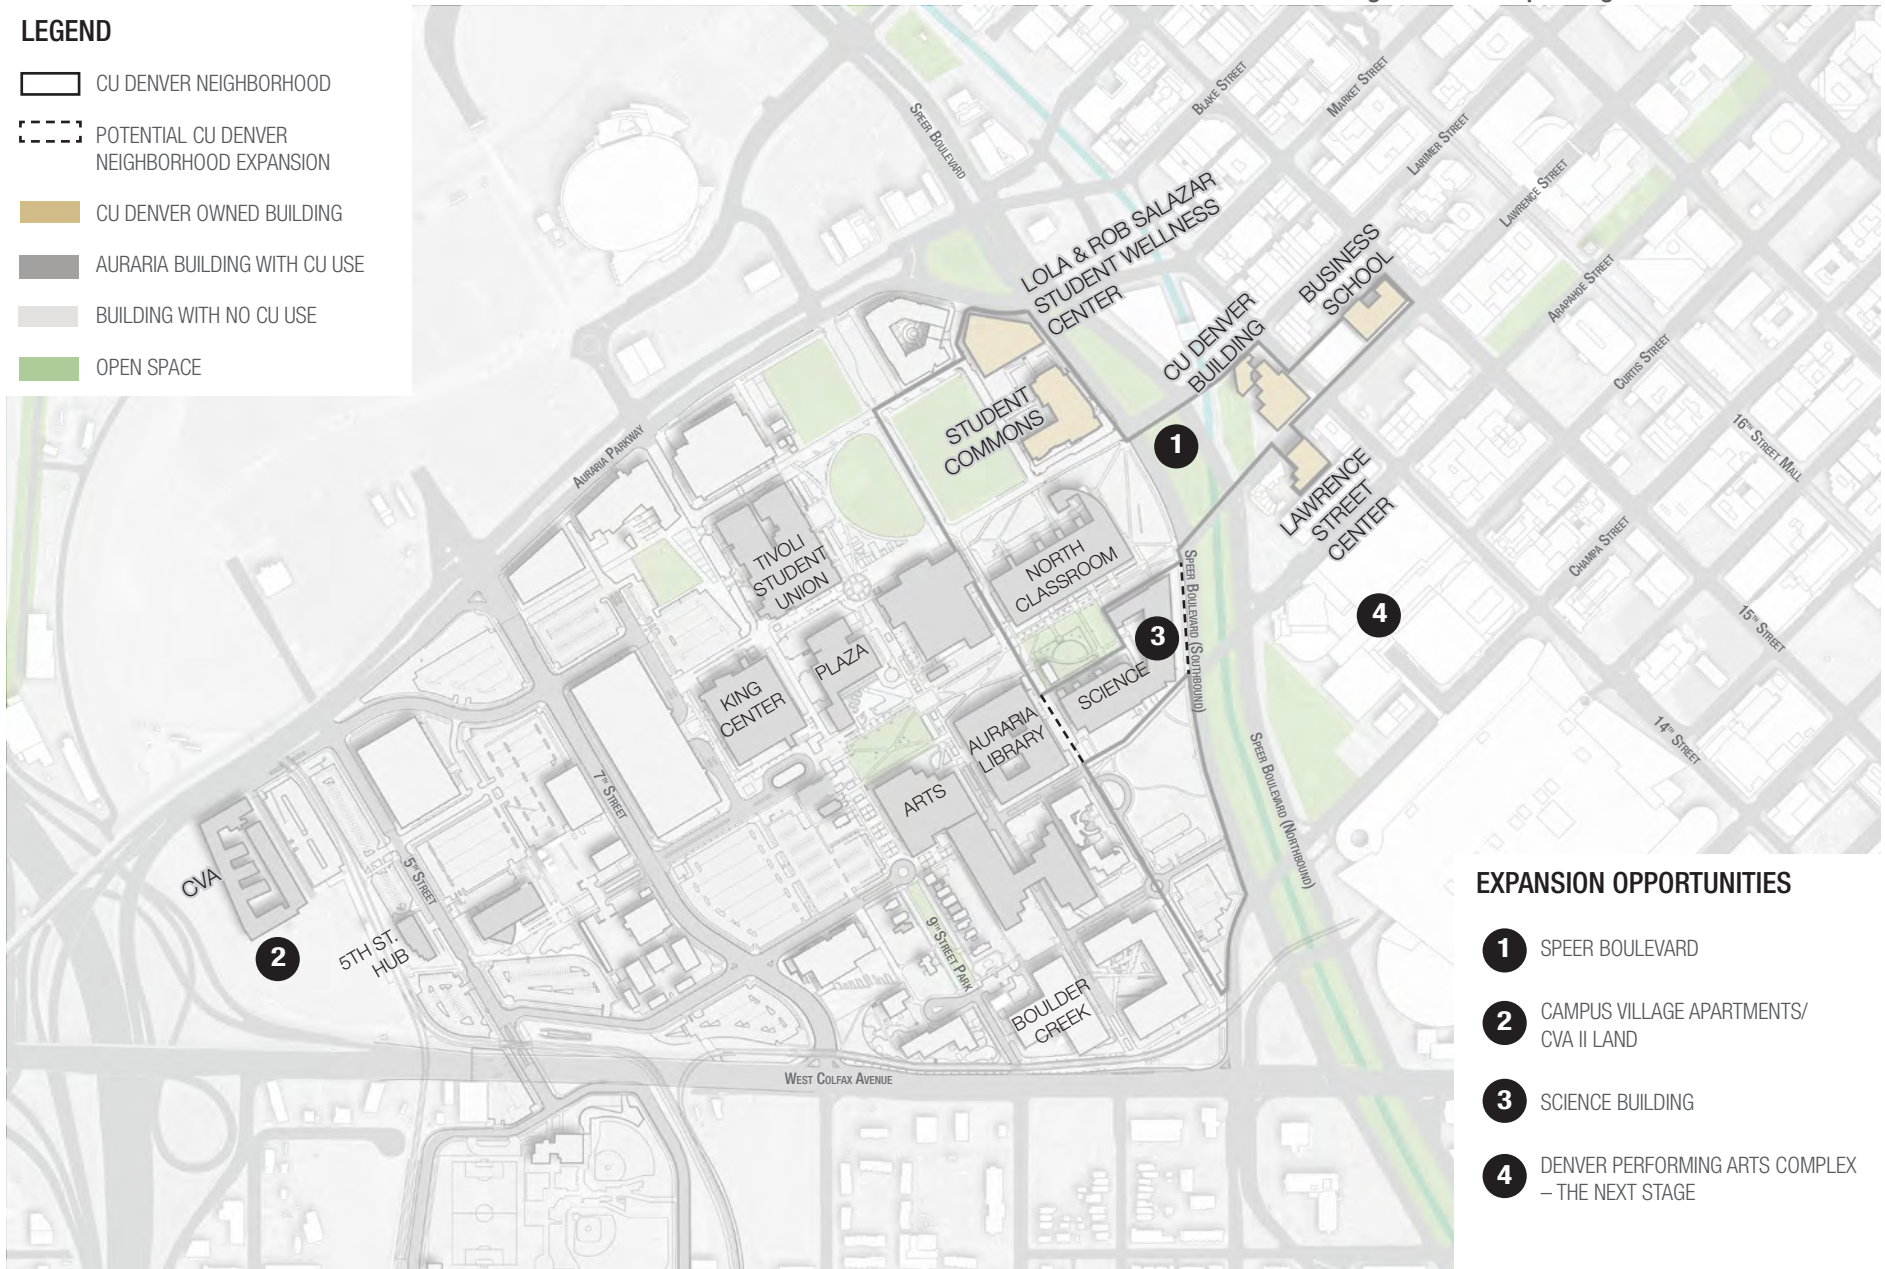 LEGEND
CU DENVER NEIGHBORHOOD
POTENTIAL CU DENVER
NEIGHBORHOOD EXPANSION
CU DENVER OWNED BUILDING
AURARIA BUILDING WITH CU USE
BUILDING WITH NO CU USE
OPEN SPACE
SPEER BOULEVARD
BLAKE STREET
MARKET STREET
LARIMER STREET
LAWRENCE STREET
ARAPAHOE STREET
CURTIS STREET
16TH STREET MALL
CHAMPA STREET
15TH STREET
14TH STREET
LOLA & ROB SALAZAR
STUDENT WELLNESS
CENTER
BUSINESS
SCHOOL
CU DENVER
BUILDING
STUDENT
COMMONS
1
LAWRENCE
STREET
CENTER
AURARIA PARKWAY
TIVOLI
STUDENT
UNION
NORTH
CLASSROOM
SPEER BOULEVARD (SOUTHBOUND)
3
4
PLAZA
KING
CENTER
SCIENCE
AURARIA
LIBRARY
ARTS
7TH STREET
SPEER BOULEVARD (NORTHBOUND)
CVA
5TH STREET
2
5TH ST.
HUB
9TH STREET PARK
BOULDER
CREEK
WEST COLFAX AVENUE
EXPANSION OPPORTUNITIES
1 SPEER BOULEVARD
2 CAMPUS VILLAGE APARTMENTS/
CVA II LAND
3 SCIENCE BUILDING
4 DENVER PERFORMING ARTS COMPLEX
– THE NEXT STAGE